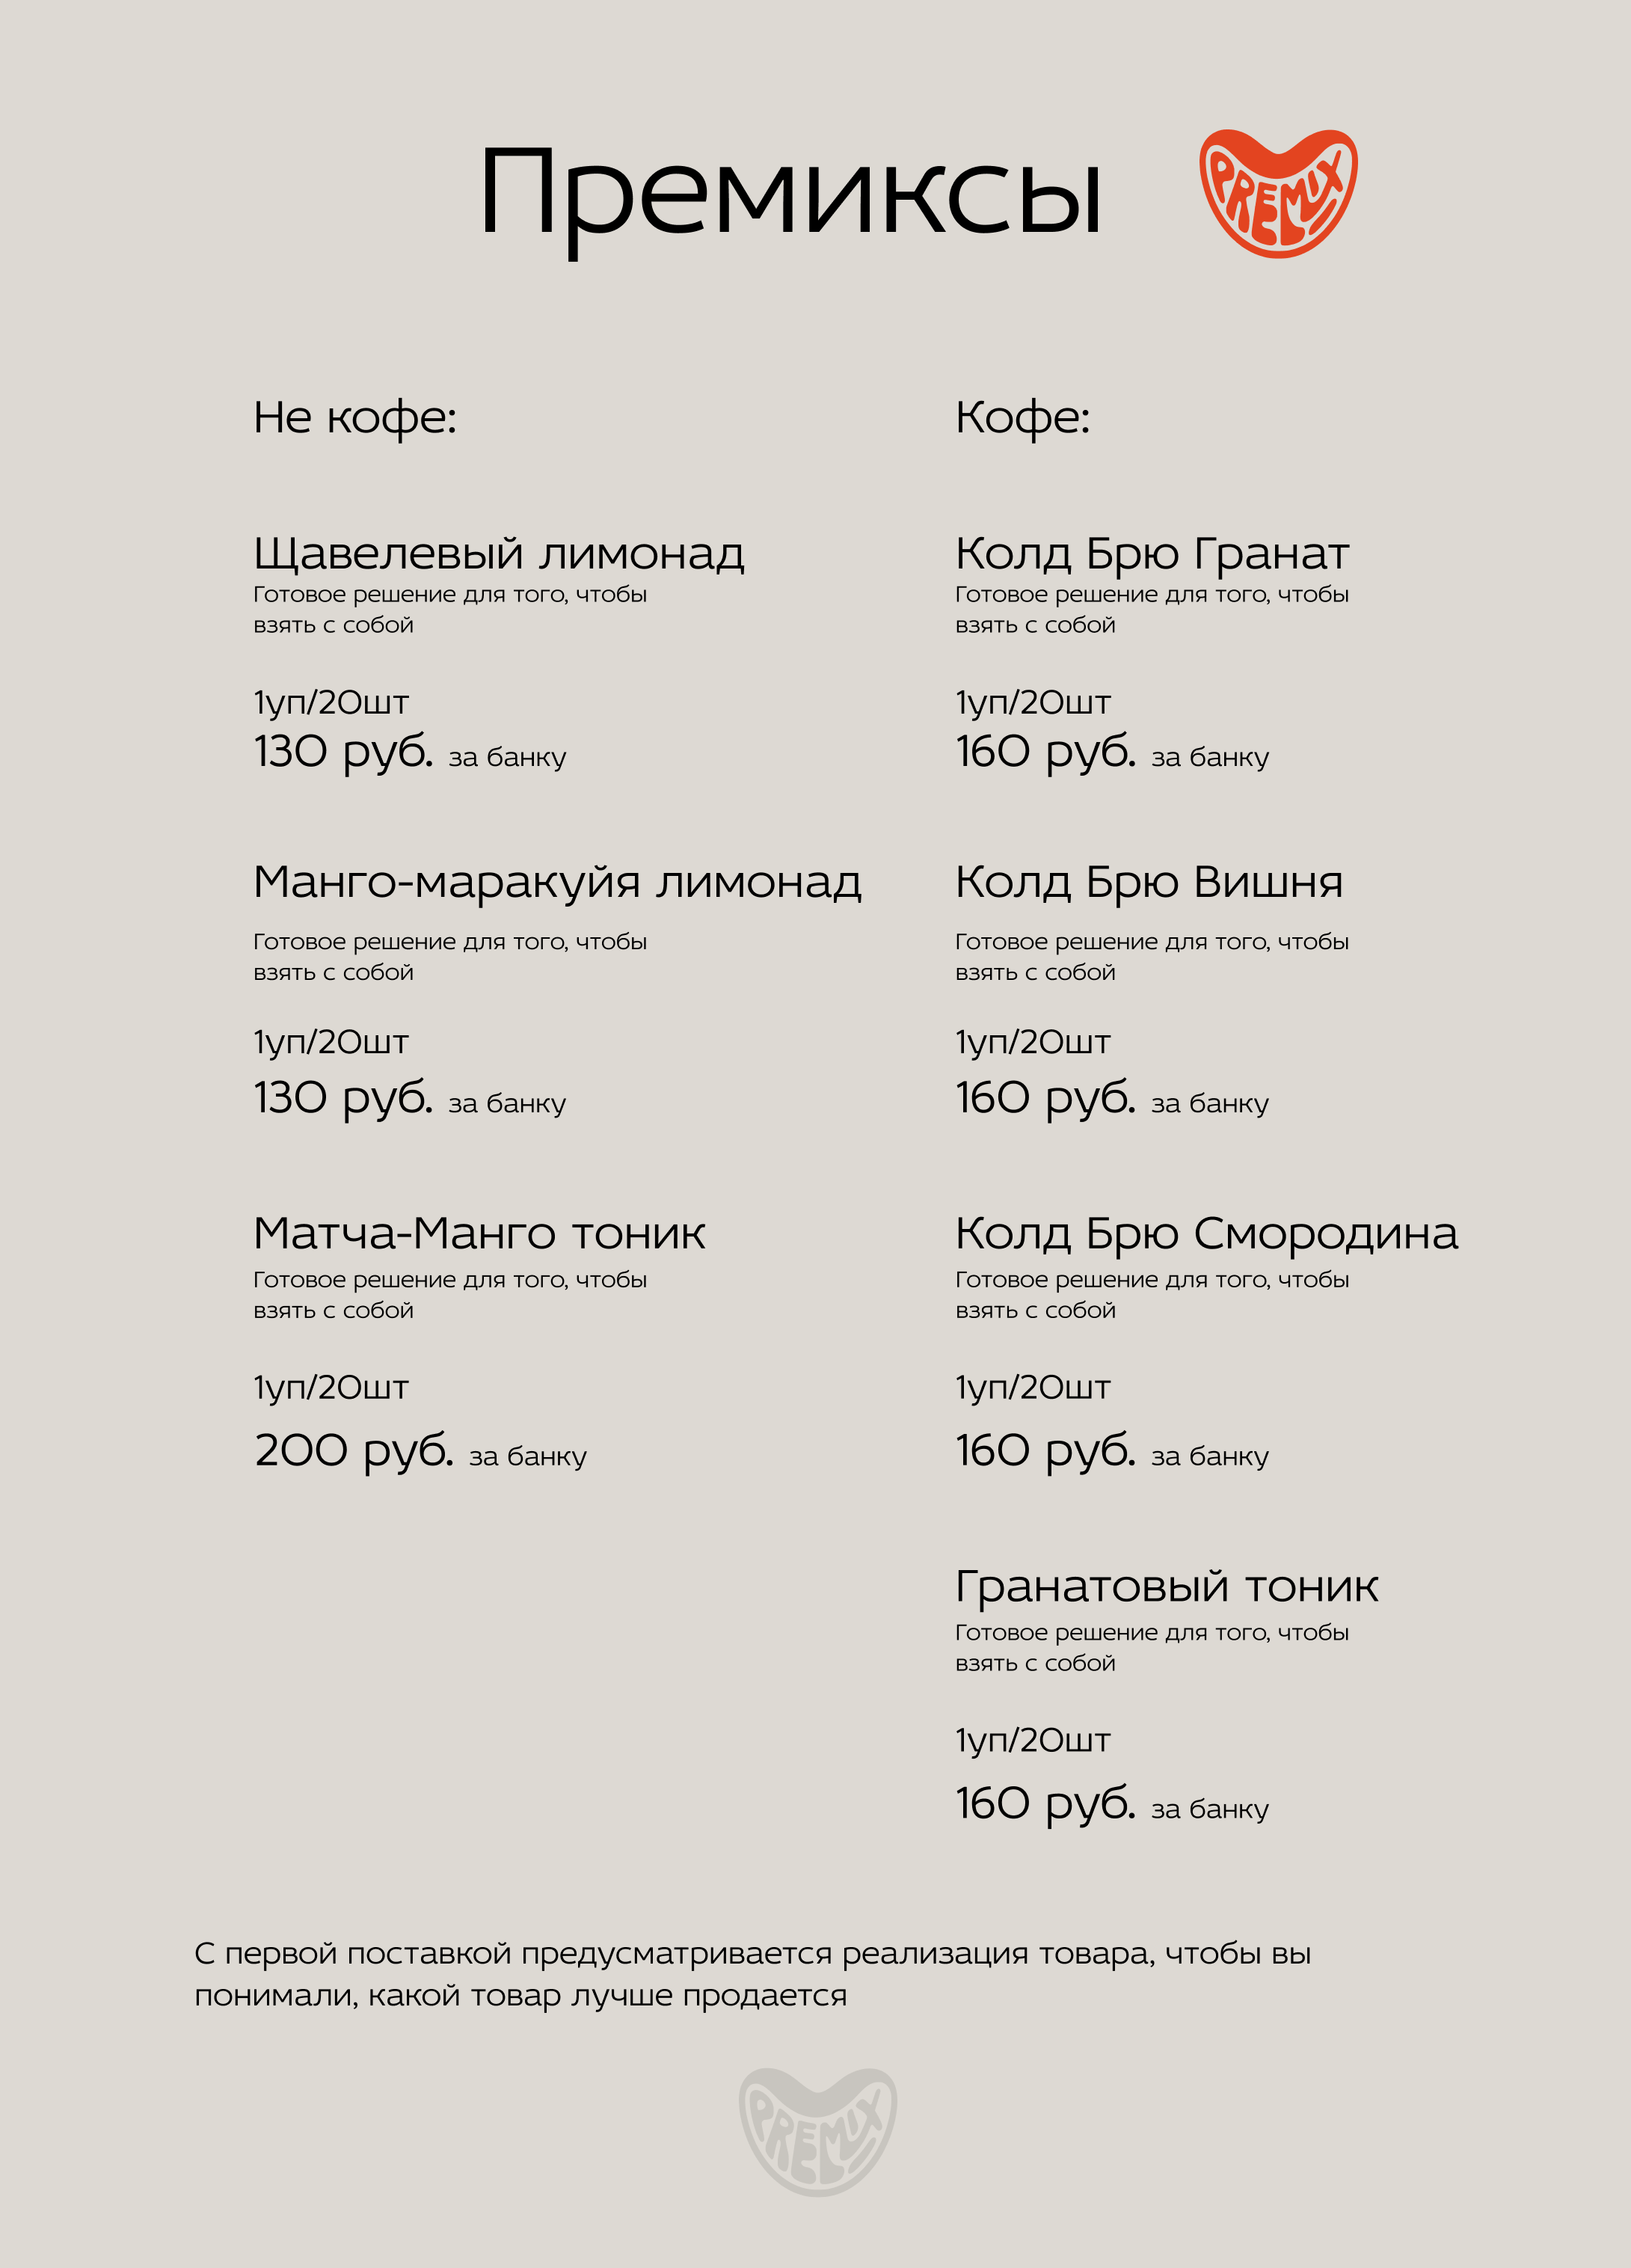 Премиксы
PREMIX
Не кофе:
Щавелевый лимонад
Готовое решение для того, чтобы
взять с собой
1уп/20шт
130 руб. за банку
Манго-маракуйя лимонад
Готовое решение для того, чтобы
взять с собой
1уп/20шт
130 руб. за банку
Матча-Манго тоник
Готовое решение для того, чтобы
взять с собой
1уп/20шт
200 руб. за банку
Кофе:
Колд Брю Гранат
Готовое решение для того, чтобы
взять с собой
1уп/20шт
160 руб. за банку
Колд Брю Вишня
Готовое решение для того, чтобы
взять с собой
1уп/20шт
160 руб. за банку
Колд Брю Смородина
Готовое решение для того, чтобы
взять с собой
1уп/20шт
160 руб. за банку
Гранатовый тоник
Готовое решение для того, чтобы
взять с собой
1уп/20шт
160 руб. за банку
С первой поставкой предусматривается реализация товара, чтобы вы
понимали, какой товар лучше продается
PREMIX